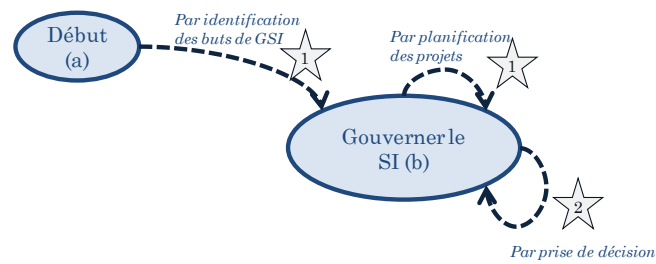 Début
(a)
Par identification
des buts de GSI
1
Par planification
des projets
1
Gouverner le
SI (b)
2
Par prise de décision